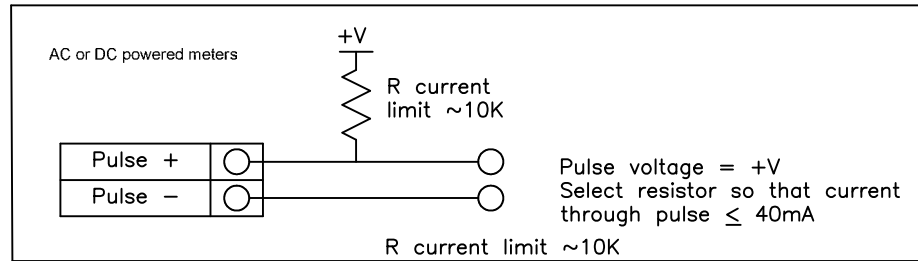 +V
AC or DC powered meters
R current
limit ~10K
Pulse +
Pulse −
Pulse voltage = +V
Select resistor so that current
through pulse ≤ 40mA
R current limit ~10K